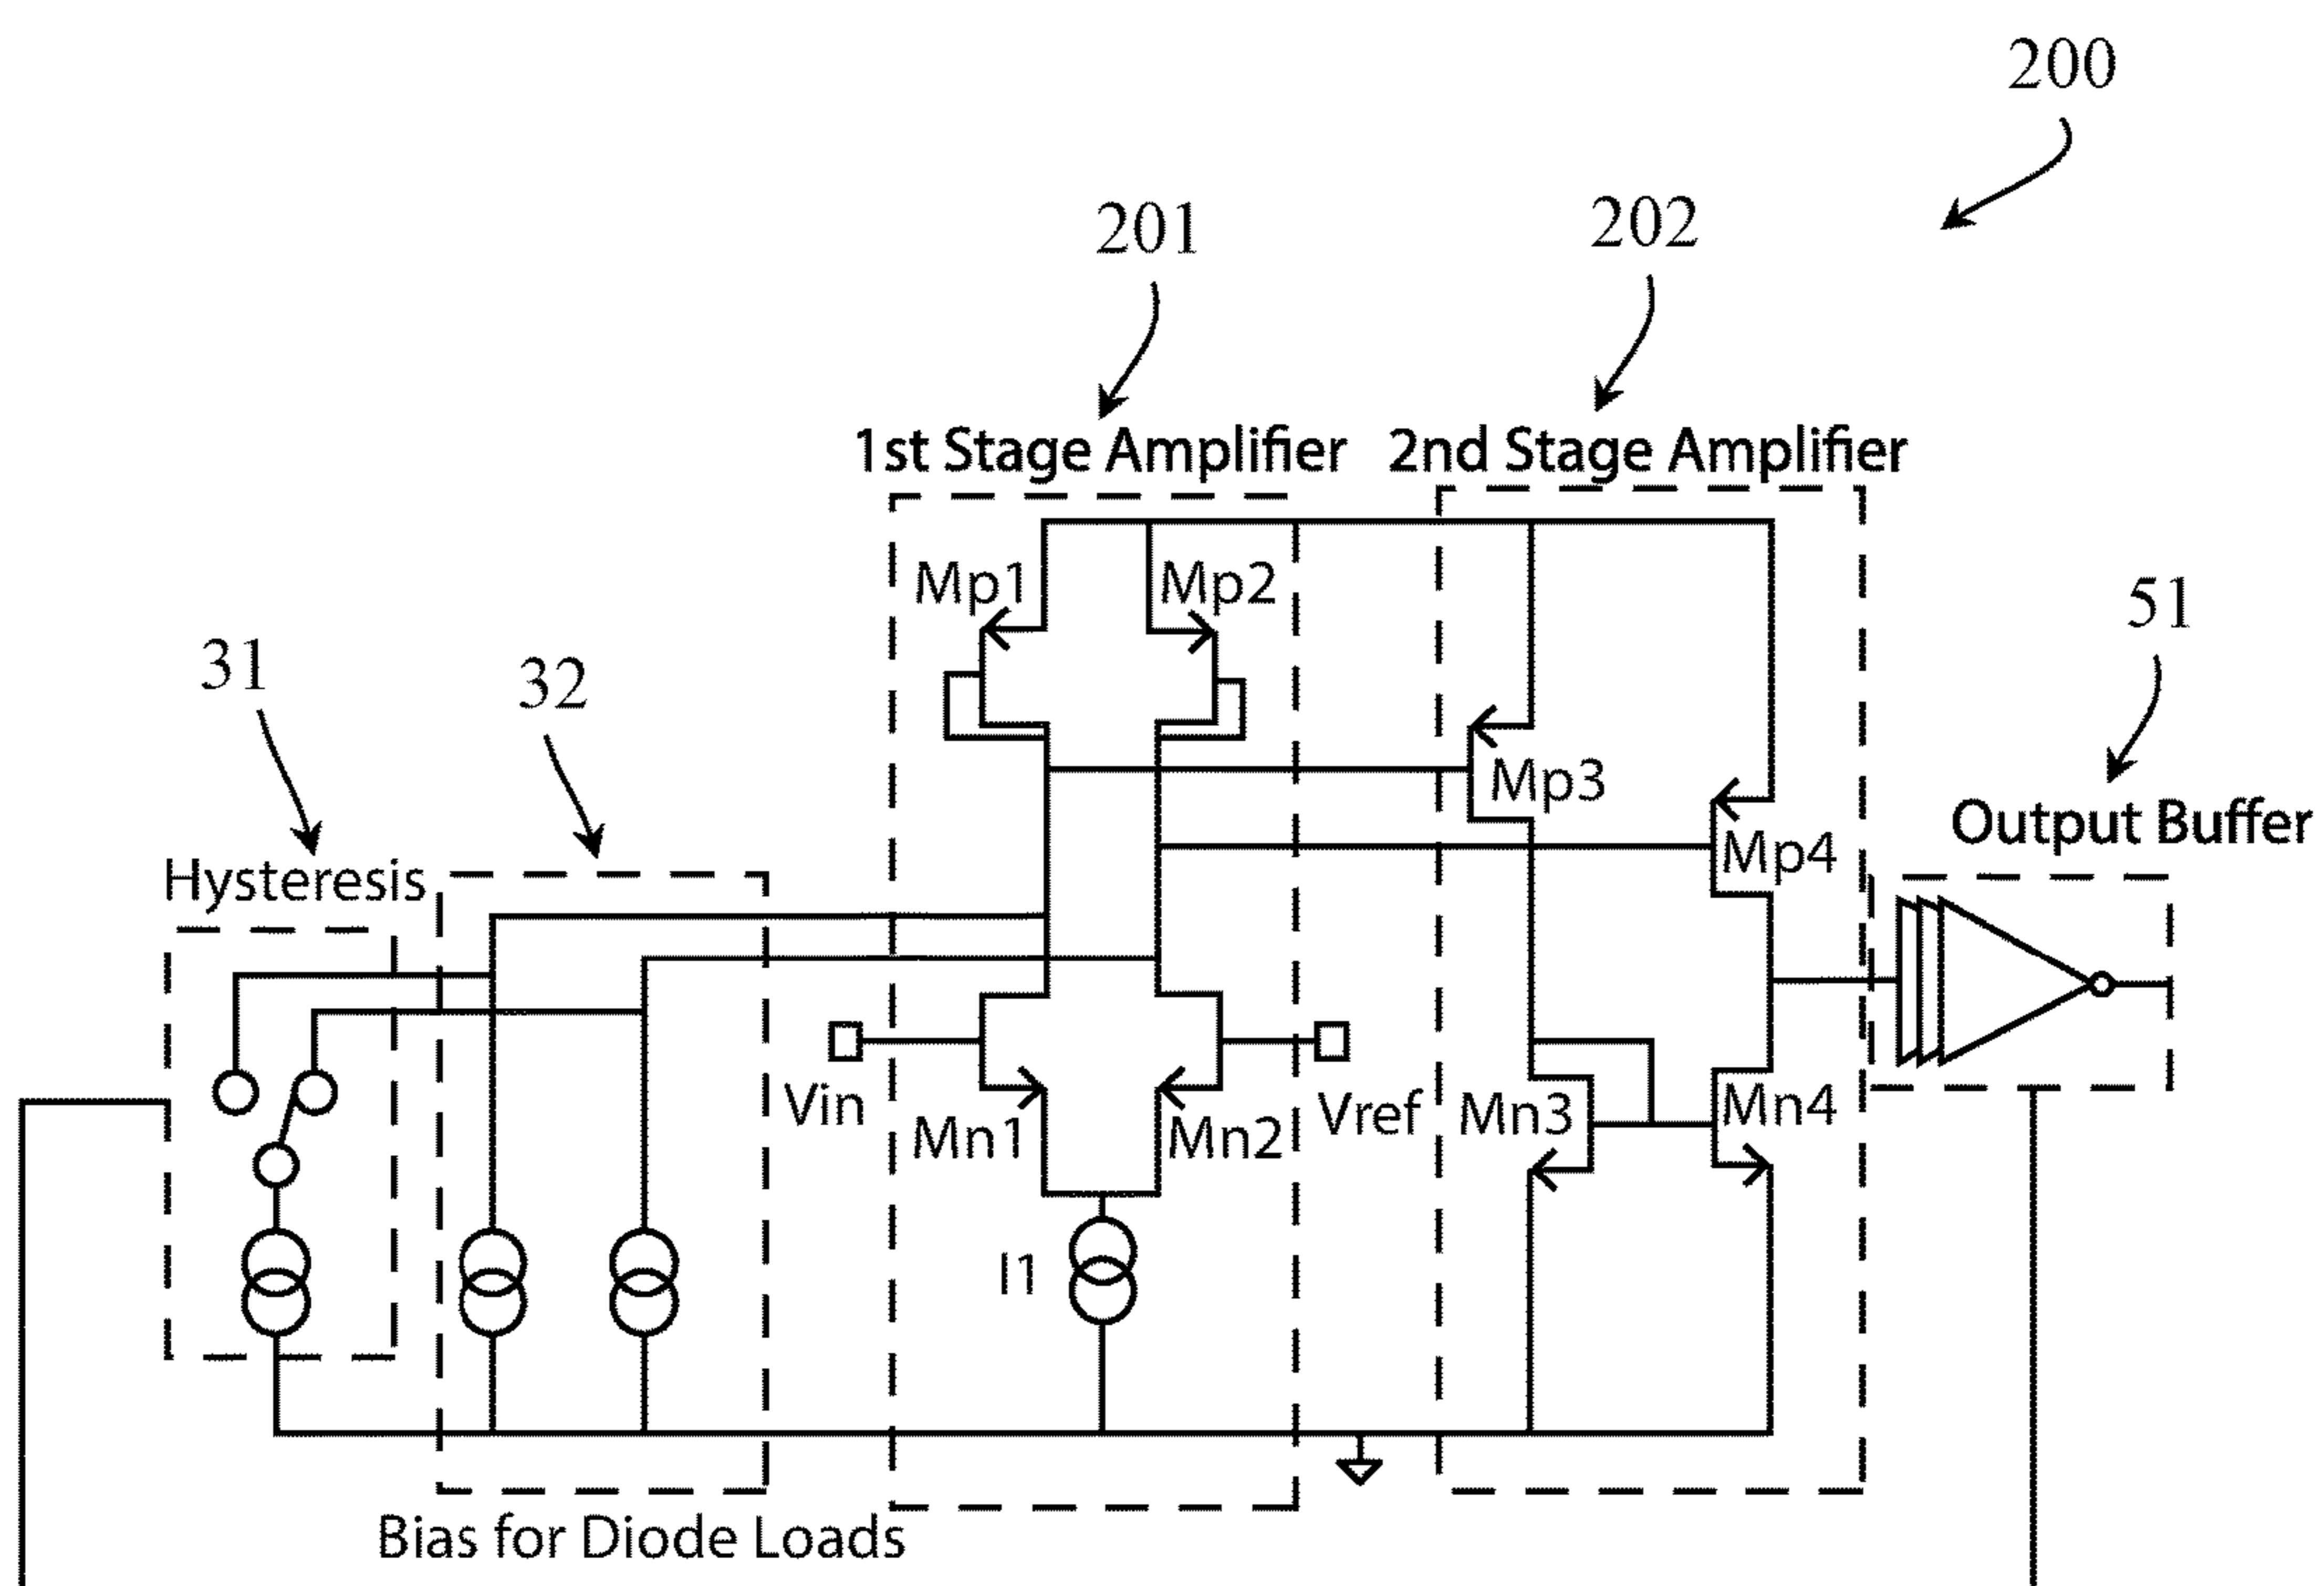 200
201
202
1st Stage Amplifier
2nd Stage Amplifier
Mp1
Mp2
51
31
32
Mp3
Output Buffer
Mp4
Hysteresis
Vin
Vref
Mn3
Mn4
Mn1
Mn2
I1
Bias for Diode Loads